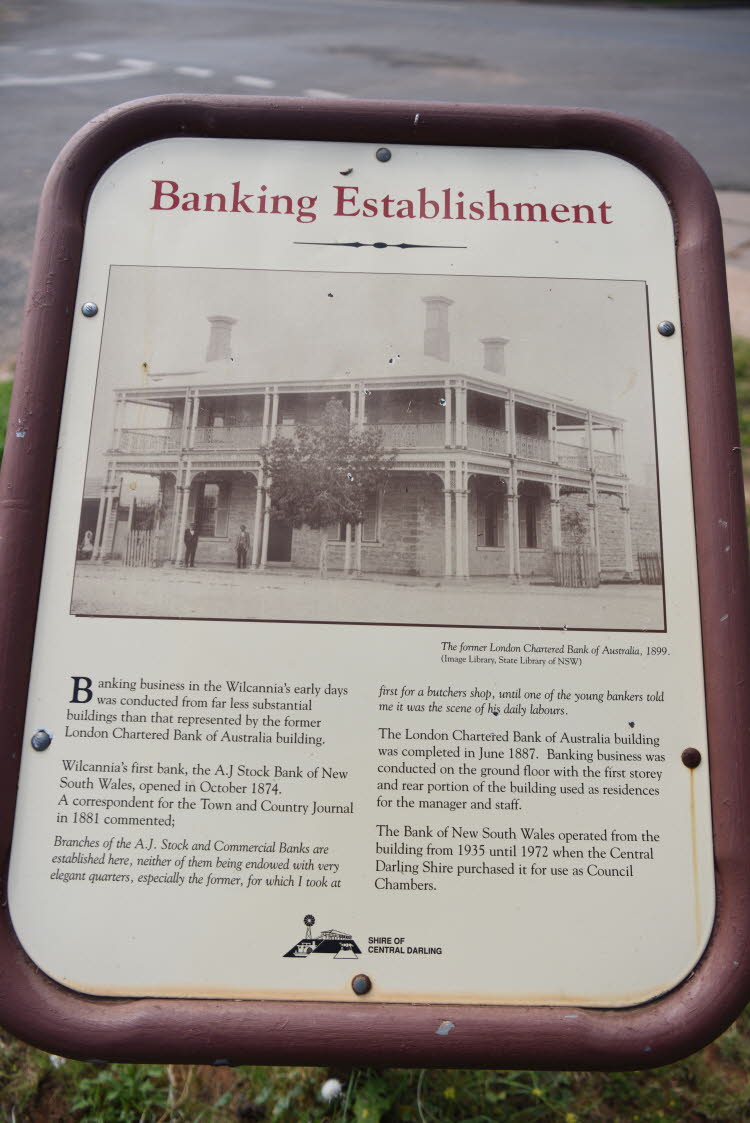 Banking Establishment
The former London Chartered Bank of Australia, 1899.
(Image Library, State Library of NSW)
Banking business in the Wilcannia's early days
was conducted from far less substantial
buildings than that represented by the former
London Chartered Bank of Australia building.
Wilcannia's first bank, the A.J Stock Bank of New
South Wales, opened in October 1874.
A correspondent for the Town and Country Journal
in 1881 commented;
Branches of the A.J. Stock and Commercial Banks are
established here, neither of them being endowed with very
elegant quarters, especially the former, for which I took at
first for a butchers shop, until one of the young bankers told
me it was the scene of his daily labours.
The London Chartered Bank of Australia building
was completed in June 1887. Banking business was
conducted on the ground floor with the first storey
and rear portion of the building used as residences
for the manager and staff.
The Bank of New South Wales operated from the
building from 1935 until 1972 when the Central
Darling Shire purchased it for use as Council
Chambers.
SHIRE OF
CENTRAL DARLING